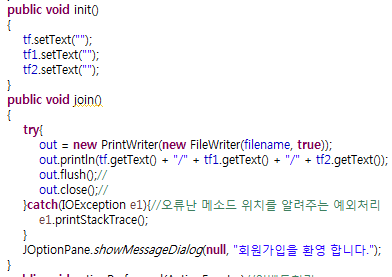 public void init()
{
tf.setText("");
tf1.setText("");
tf2.setText("");
}
public void join()
{
try{
out = new PrintWriter(new FileWriter(filename, true));
out.println(tf.getText() + "/" + tf1.getText() + "/" + tf2.getText());
out.flush();//
out.close();//
}catch(IOException e1){//오류난 메소드 위치를 알려주는 예외처리
e1.printStackTrace();
}
JOptionPane.showMessageDialog(null, "회원가입을 환영 합니다.");
}